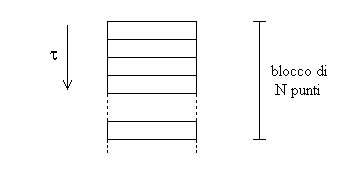 τ
blocco di
N punti